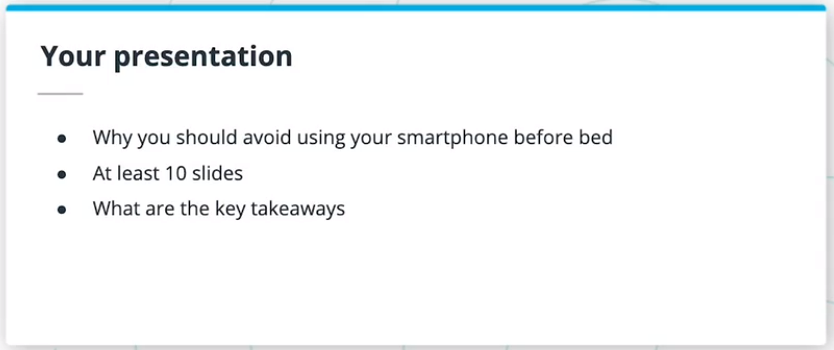 Your presentation
● Why you should avoid using your smartphone before bed
● At least 10 slides
● What are the key takeaways